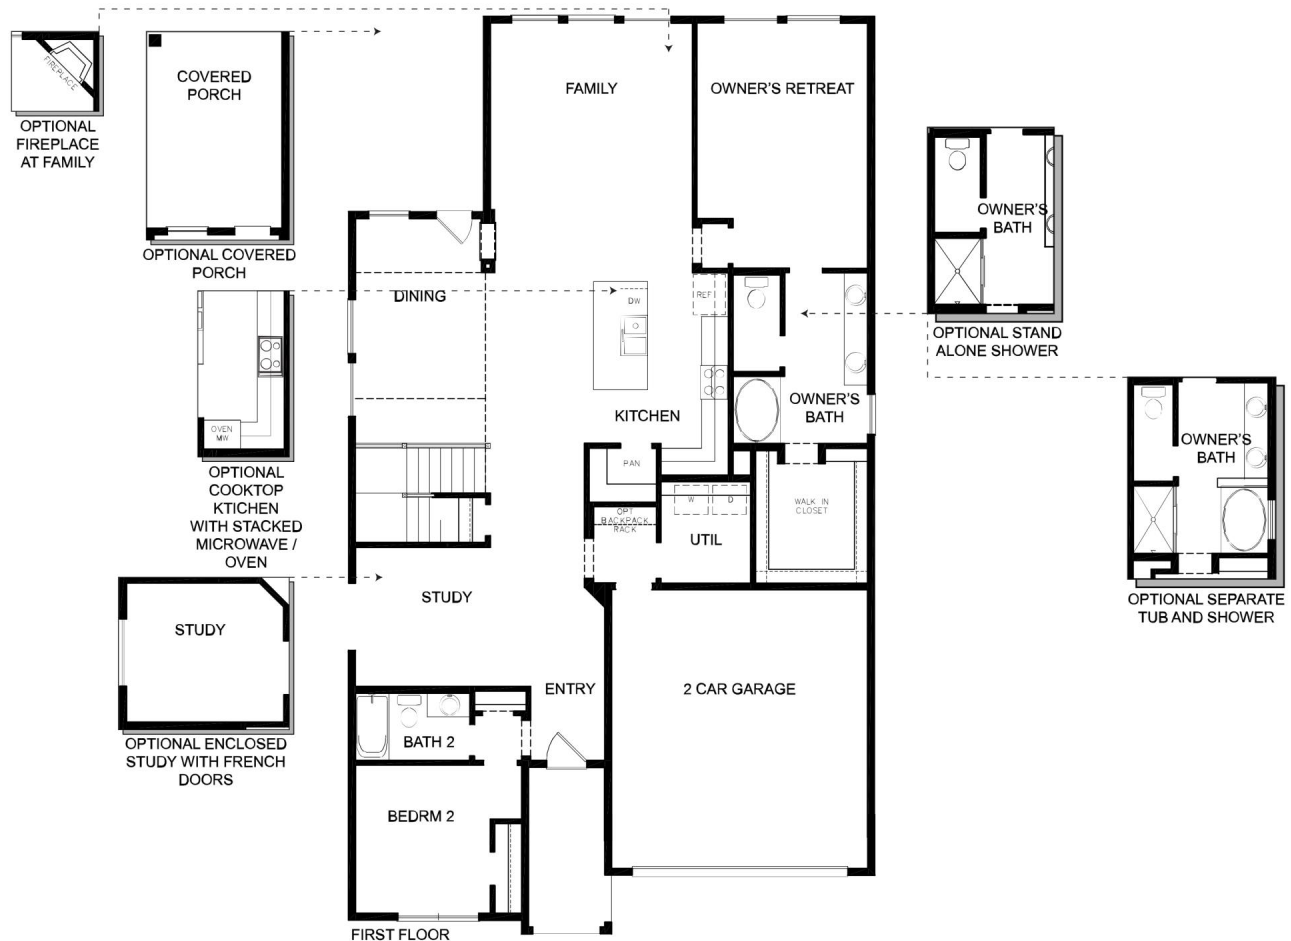 FIREPLACE
OPTIONAL
FIREPLACE
AT FAMILY
COVERED
PORCH
OPTIONAL COVERED
PORCH
FAMILY
OWNER'S RETREAT
DINING
DW
REF
KITCHEN
OWNER'S
BATH
OWNER'S
BATH
OPTIONAL STAND
ALONE SHOWER
OVEN
MW
OPTIONAL
COOKTOP
KTICHEN
WITH STACKED
MICROWAVE /
OVEN
PAN
W
D
OPT
BACKPACK
RACK
UTIL
WALK IN
CLOSET
OWNER'S
BATH
OPTIONAL SEPARATE
TUB AND SHOWER
STUDY
OPTIONAL ENCLOSED
STUDY WITH FRENCH
DOORS
STUDY
ENTRY
2 CAR GARAGE
BATH 2
BEDRM 2
FIRST FLOOR